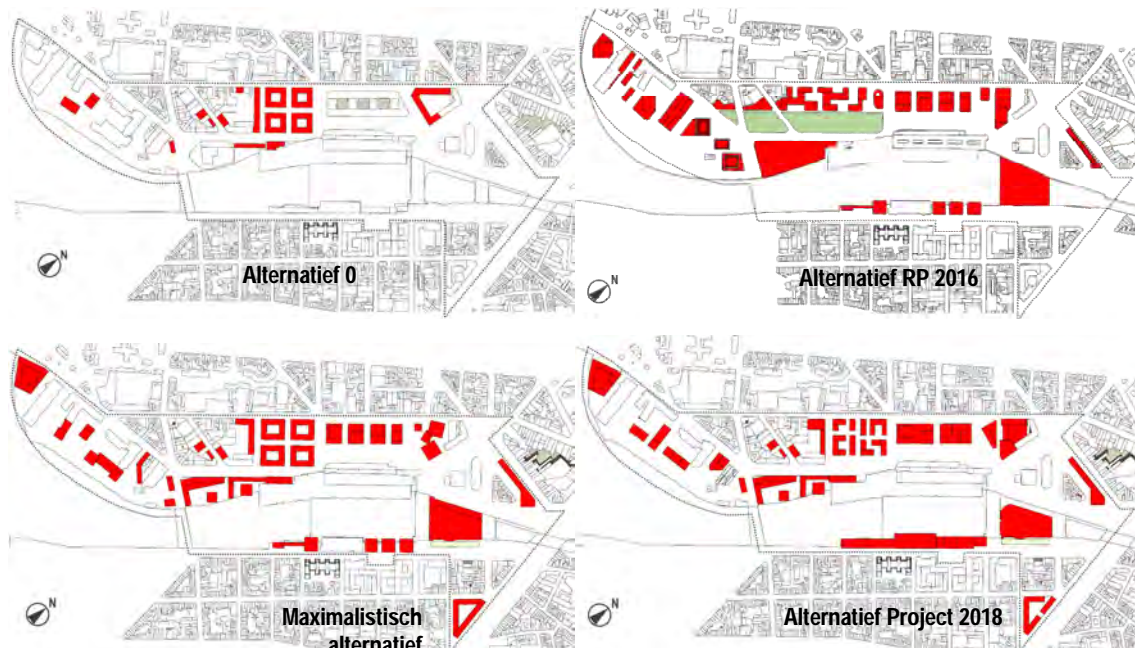 N
Alternatief 0
N
Alternatief RP 2016
N
Maximalistisch
alternatief
N
Alternatief Project 2018